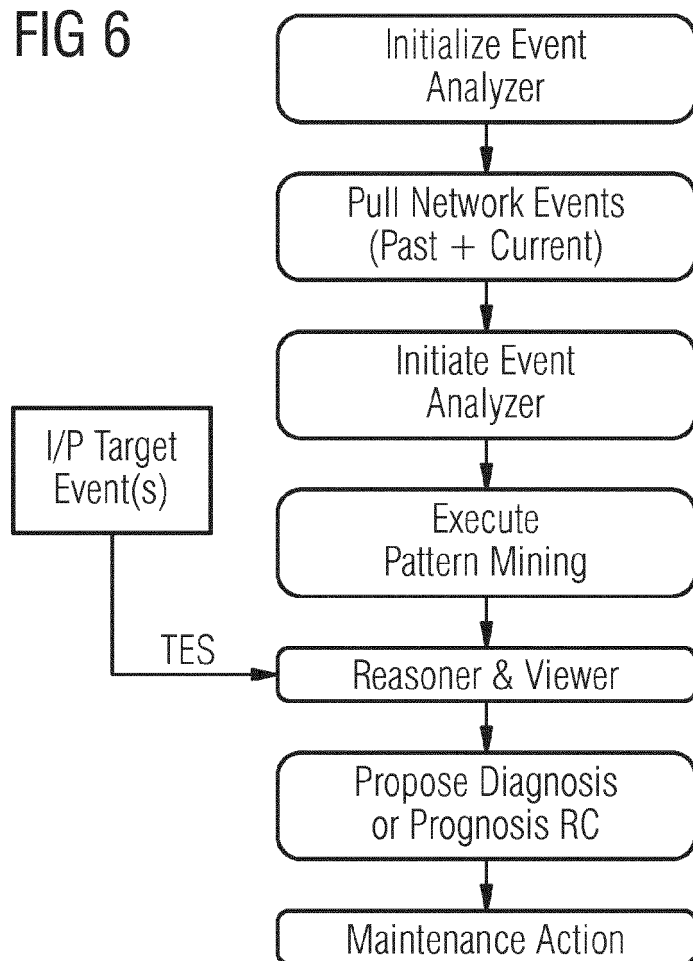 FIG 6
Initialize Event
Analyzer
Pull Network Events
(Past + Current)
Initiate Event
Analyzer
I/P Target
Event(s)
Execute
Pattern Mining
TES
Reasoner & Viewer
Propose Diagnosis
or Prognosis RC
Maintenance Action